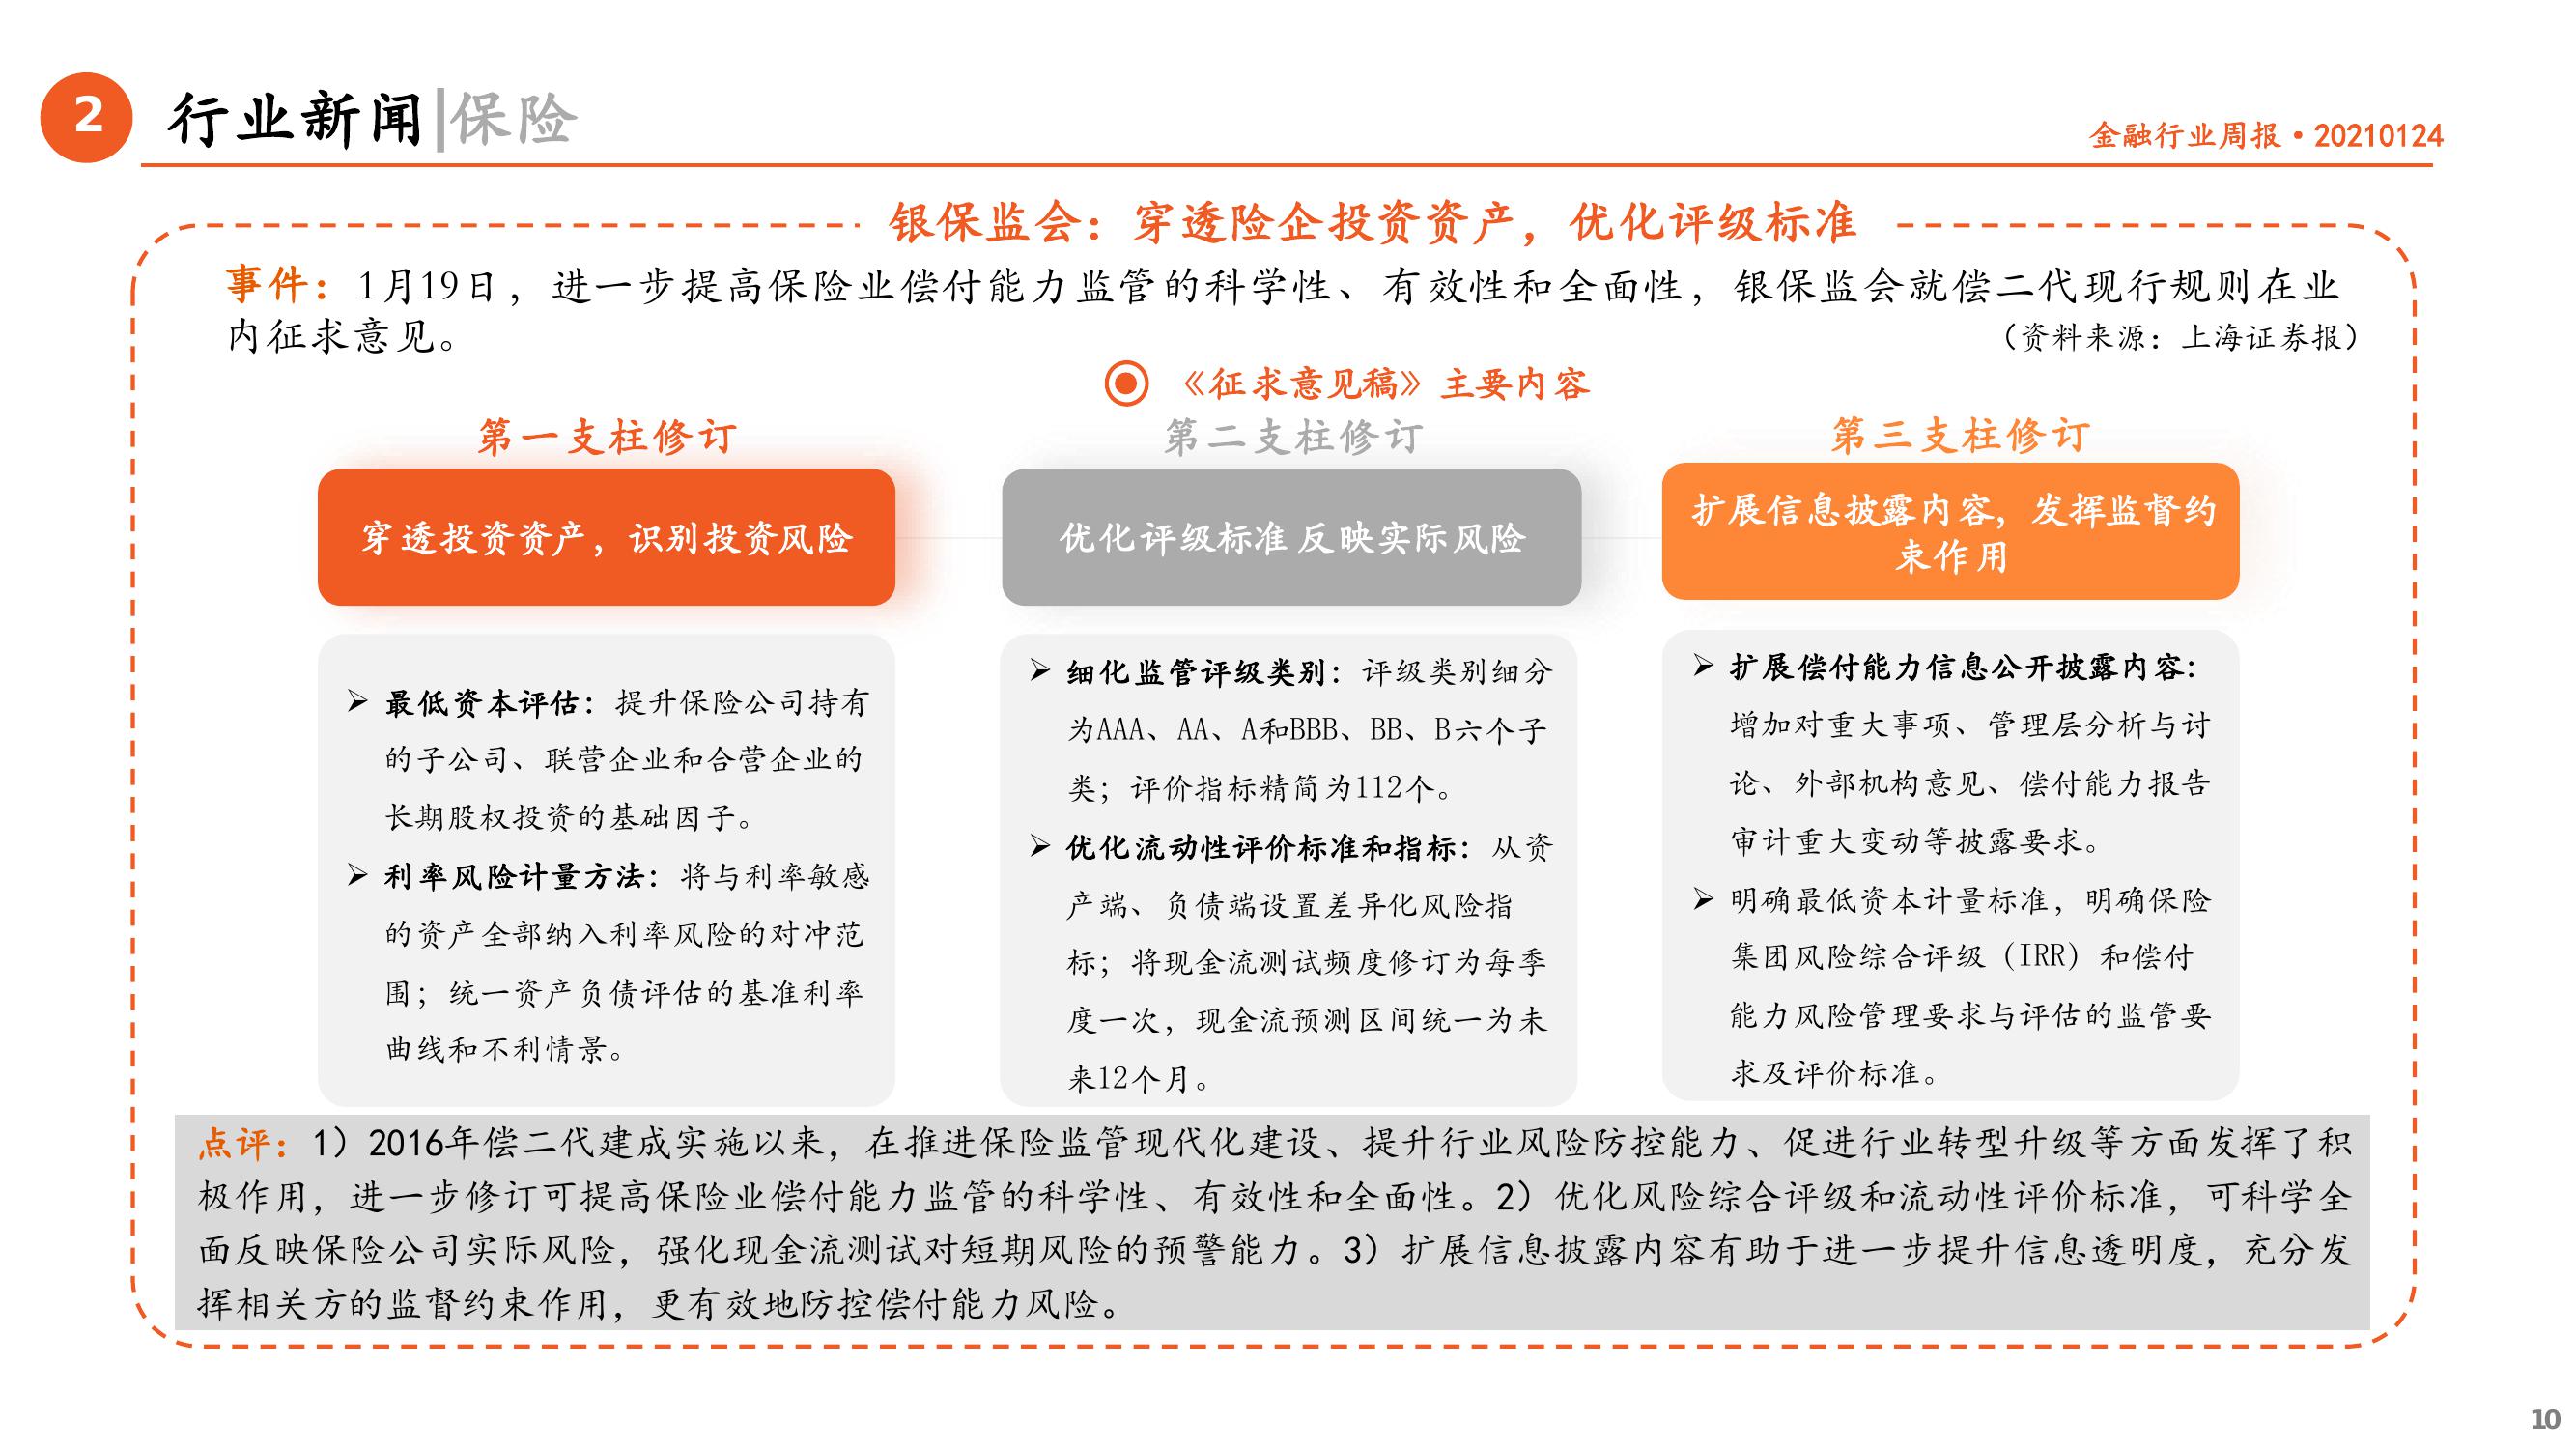 2
行业新闻|保险
金融行业周报•20210124
银保监会：穿透险企投资资产，优化评级标准
事件：1月19日，进一步提高保险业偿付能力监管的科学性、有效性和全面性，银保监会就偿二代现行规则在业
内征求意见。
（资料来源：上海证券报）
《征求意见稿》主要内容
第一支柱修订
穿透投资资产，识别投资风险
➢ 最低资本评估：提升保险公司持有
的子公司、联营企业和合营企业的
长期股权投资的基础因子。
➢ 利率风险计量方法：将与利率敏感
的资产全部纳入利率风险的对冲范
围；统一资产负债评估的基准利率
曲线和不利情景。
第二支柱修订
优化评级标准 反映实际风险
➢ 细化监管评级类别：评级类别细分
为AAA、AA、A和BBB、BB、B六个子
类；评价指标精简为112个。
➢ 优化流动性评价标准和指标：从资
产端、负债端设置差异化风险指
标；将现金流测试频度修订为每季
度一次，现金流预测区间统一为未
来12个月。
第三支柱修订
扩展信息披露内容，发挥监督约
束作用
➢ 扩展偿付能力信息公开披露内容：
增加对重大事项、管理层分析与讨
论、外部机构意见、偿付能力报告
审计重大变动等披露要求。
➢ 明确最低资本计量标准，明确保险
集团风险综合评级（IRR）和偿付
能力风险管理要求与评估的监管要
求及评价标准。
点评：1）2016年偿二代建成实施以来，在推进保险监管现代化建设、提升行业风险防控能力、促进行业转型升级等方面发挥了积
极作用，进一步修订可提高保险业偿付能力监管的科学性、有效性和全面性。2）优化风险综合评级和流动性评价标准，可科学全
面反映保险公司实际风险，强化现金流测试对短期风险的预警能力。3）扩展信息披露内容有助于进一步提升信息透明度，充分发
挥相关方的监督约束作用，更有效地防控偿付能力风险。
10